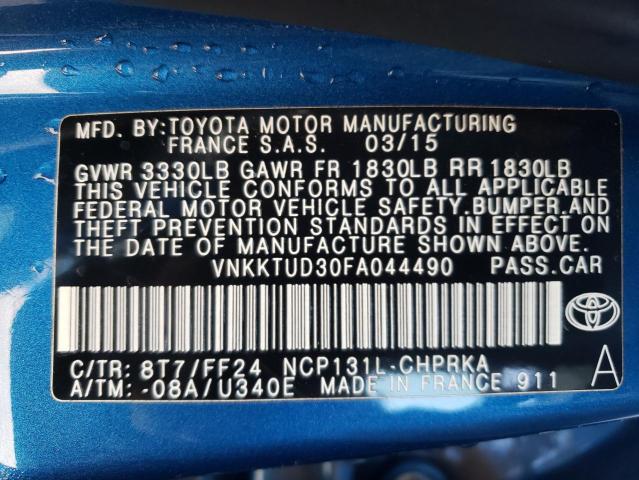 MFD. BY:TOYOTA MOTOR MANUFACTURING
FRANCE S.A.S. 03/15
GVWR 3330LB GAWR FR 1830LB RR 1830LB
THIS VEHICLE CONFORMS TO ALL APPLICABLE
FEDERAL MOTOR VEHICLE SAFETY,BUMPER,AND
THEFT PREVENTION STANDARDS IN EFFECT ON
THE DATE OF MANUFACTURE SHOWN ABOVE.
VNKKTUD30FA044490 PASS.CAR
C/TR: 8T7/FF24 NCP131L-CHPRKA
A/TM: -08A/U340E MADE IN FRANCE 911
A